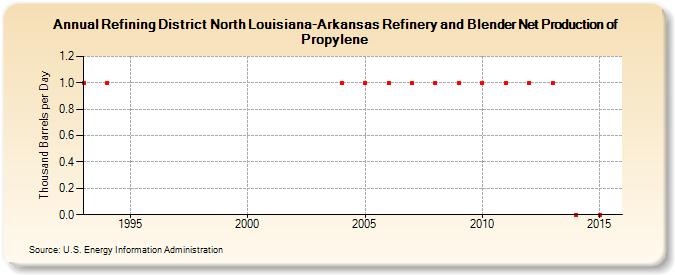 Annual Refining District North Louisiana-Arkansas Refinery and Blender Net Production of
Propylene
Thousand Barrels per Day
1.2
1.0
0.8
0.6
0.4
0.2
0.0
1995 2000 2005 2010 2015
Source: U.S. Energy Information Administration